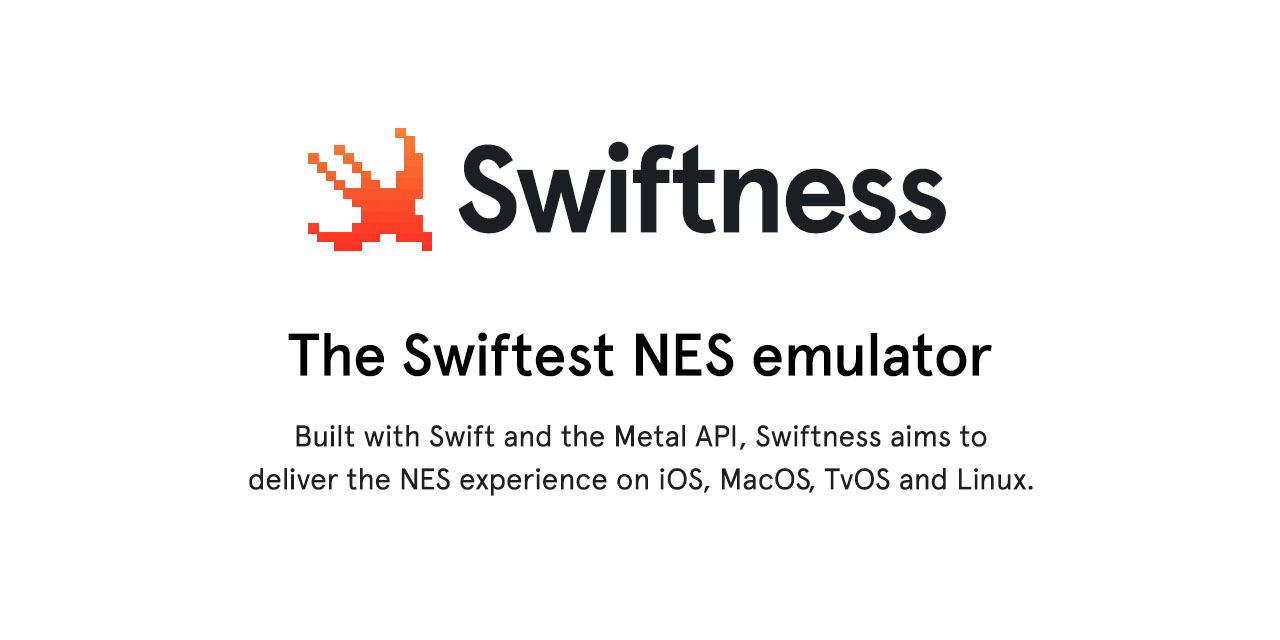 Swiftness
The Swiftest NES emulator
Built with Swift and the Metal API, Swiftness aims to
deliver the NES experience on iOS, MacOS, TvOS and Linux.